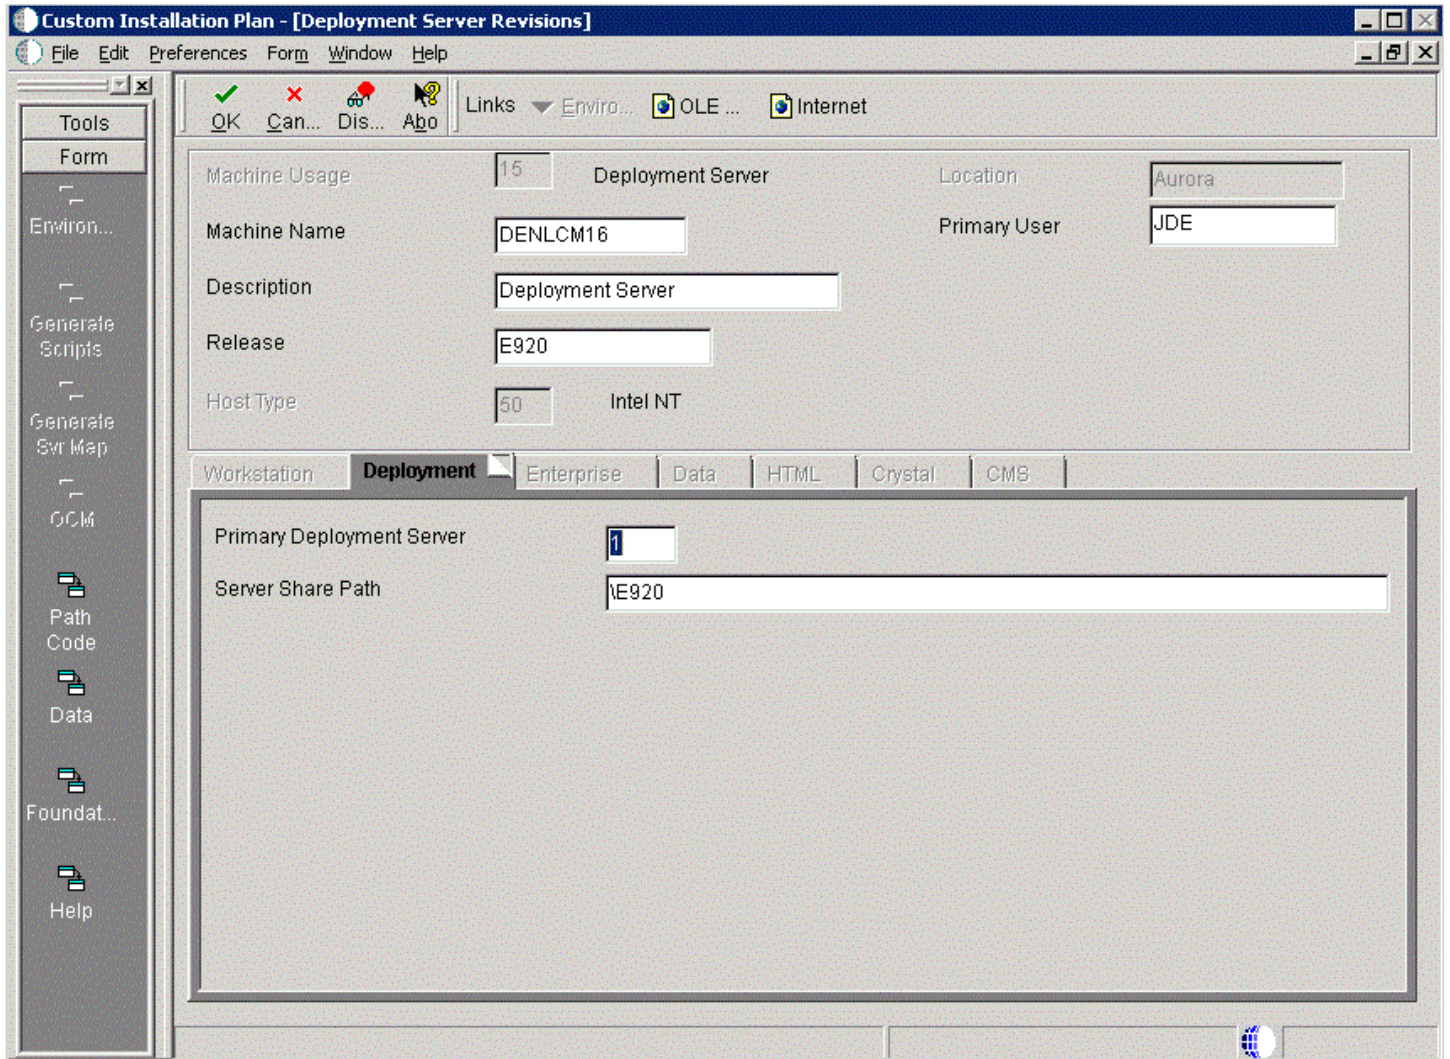 Custom Installation Plan - [Deployment Server Revisions]
File Edit Preferences Form Window Help
Tools
Form
Environ...
Generate
Scripts
Generate
Svr Map
OCM
Path
Code
Data
Foundat...
Help
OK Can... Dis... Abo Links Enviro... OLE ... Internet
Machine Usage 15 Deployment Server Location Aurora
Machine Name DENLCM16 Primary User JDE
Description Deployment Server
Release E920
Host Type 50 Intel NT
Workstation Deployment Enterprise Data HTML Crystal CMS
Primary Deployment Server 1
Server Share Path \E920